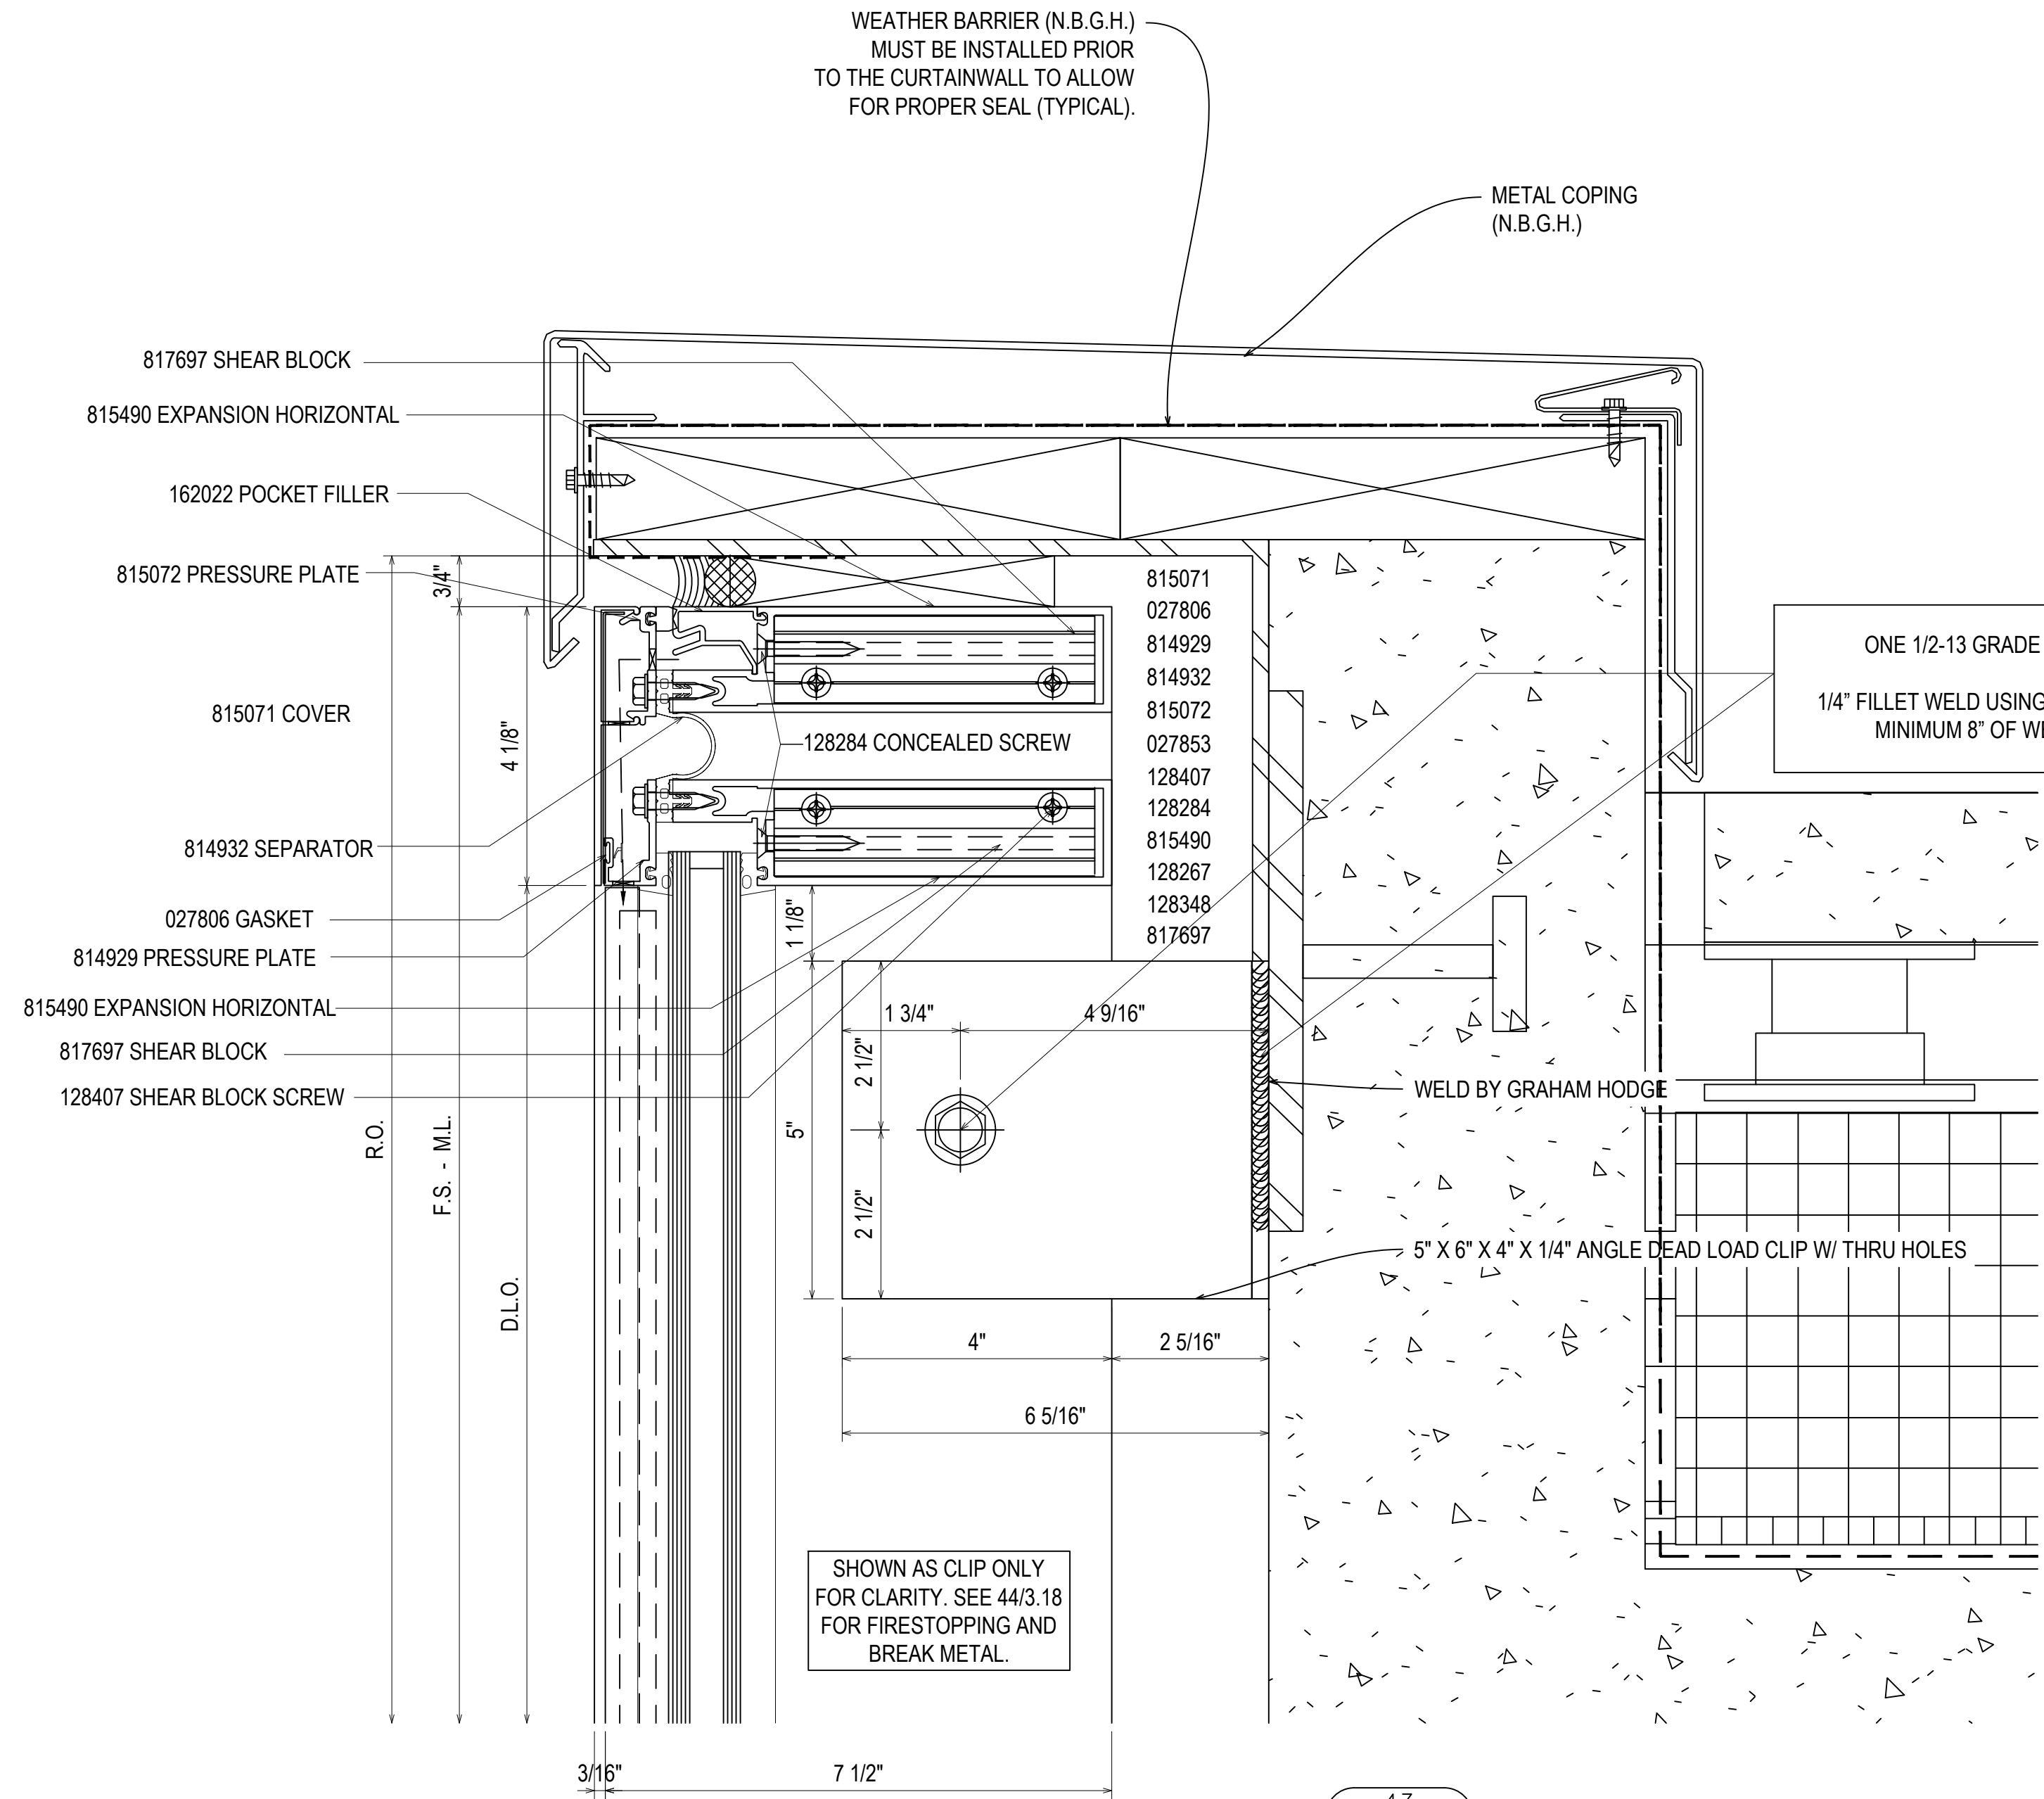 WEATHER BARRIER (N.B.G.H.)
MUST BE INSTALLED PRIOR
TO THE CURTAINWALL TO ALLOW
FOR PROPER SEAL (TYPICAL).
METAL COPING
(N.B.G.H.)
817697 SHEAR BLOCK
815490 EXPANSION HORIZONTAL
162022 POCKET FILLER
815072 PRESSURE PLATE
3/4"
815071 COVER
4 1/8"
128284 CONCEALED SCREW
814932 SEPARATOR
027806 GASKET
814929 PRESSURE PLATE
815490 EXPANSION HORIZONTAL
817697 SHEAR BLOCK
128407 SHEAR BLOCK SCREW
815071
027806
814929
814932
815072
027853
128407
128284
815490
128267
128348
817697
ONE 1/2-13 GRADE
1/4” FILLET WELD USING
MINIMUM 8” OF
1 1/8"
1 3/4"
4 9/16"
2 1/2"
5"
2 1/2"
WELD BY GRAHAM HODGE
R.O.
F.S. - M.L.
D.L.O.
5" X 6" X 4" X 1/4" ANGLE DEAD LOAD CLIP W/ THRU HOLES
4"
2 5/16"
6 5/16"
SHOWN AS CLIP ONLY
FOR CLARITY. SEE 44/3.18
FOR FIRESTOPPING AND
BREAK METAL.
3/16"
7 1/2"